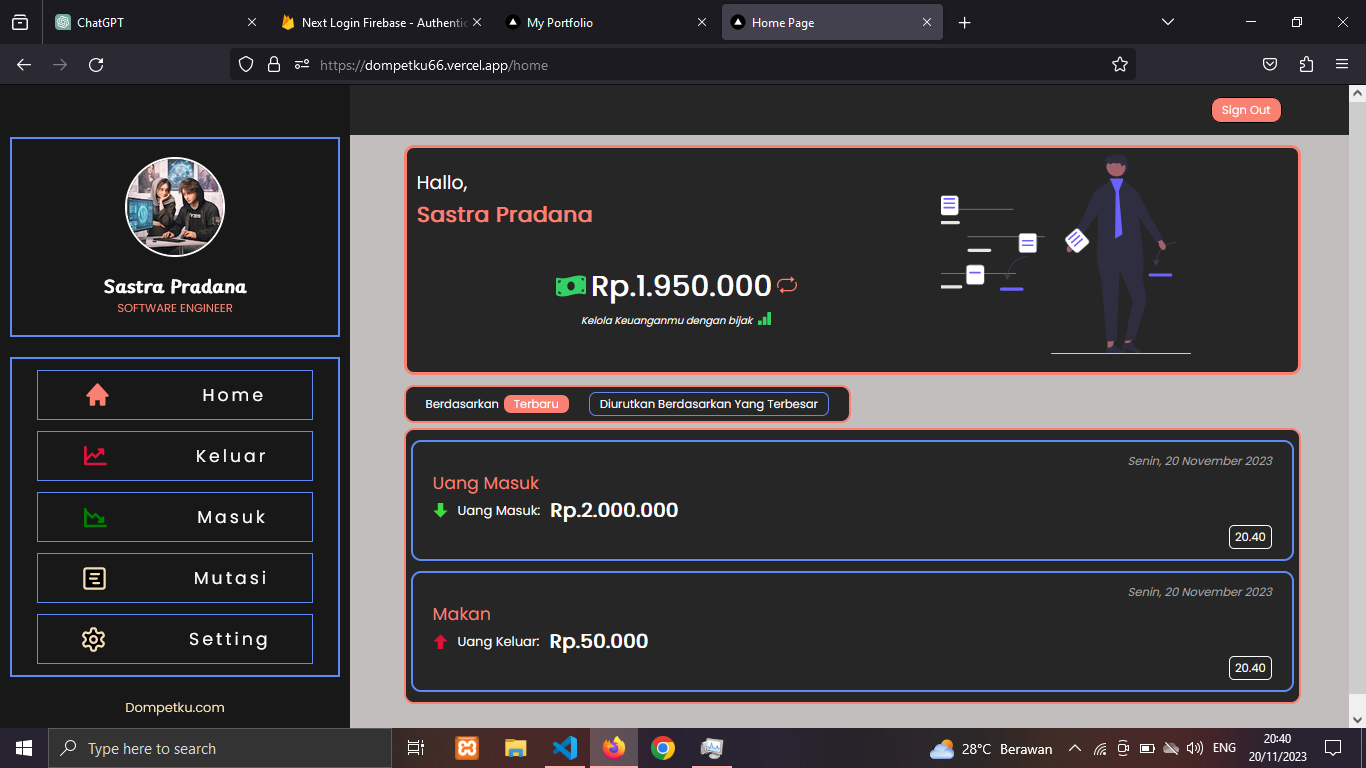 ChatGPT
Next Login Firebase - Authentic
My Portfolio
Home Page
https://dompetku66.vercel.app/home
Sign Out
Sastra Pradana
SOFTWARE ENGINEER
Home
Keluar
Masuk
Mutasi
Setting
Dompetku.com
Hallo,
Sastra Pradana
Rp.1.950.000
Kelola Keuanganmu dengan bijak
Berdasarkan Terbaru Diurutkan Berdasarkan Yang Terbesar
Senin, 20 November 2023
Uang Masuk
Uang Masuk: Rp.2.000.000
20.40
Senin, 20 November 2023
Makan
Uang Keluar: Rp.50.000
20.40
Type here to search
28°C Berawan
ENG
20:40
20/11/2023